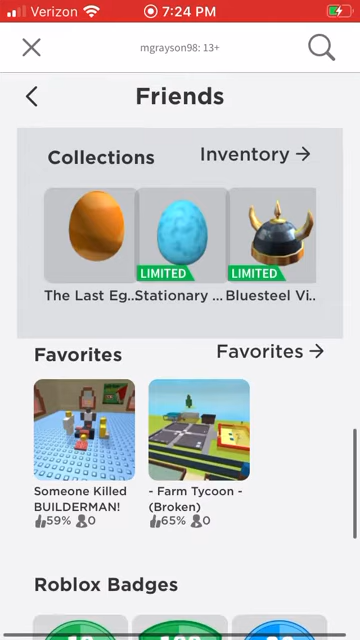 Verizon 7:24 PM
mgrayson98: 13+
Friends
Collections
Inventory →
LIMITED
LIMITED
The Last Eg.. Stationary ... Bluesteel Vi..
Favorites
Favorites →
Someone Killed
BUILDERMAN!
59% 0
- Farm Tycoon -
(Broken)
65% 0
Roblox Badges